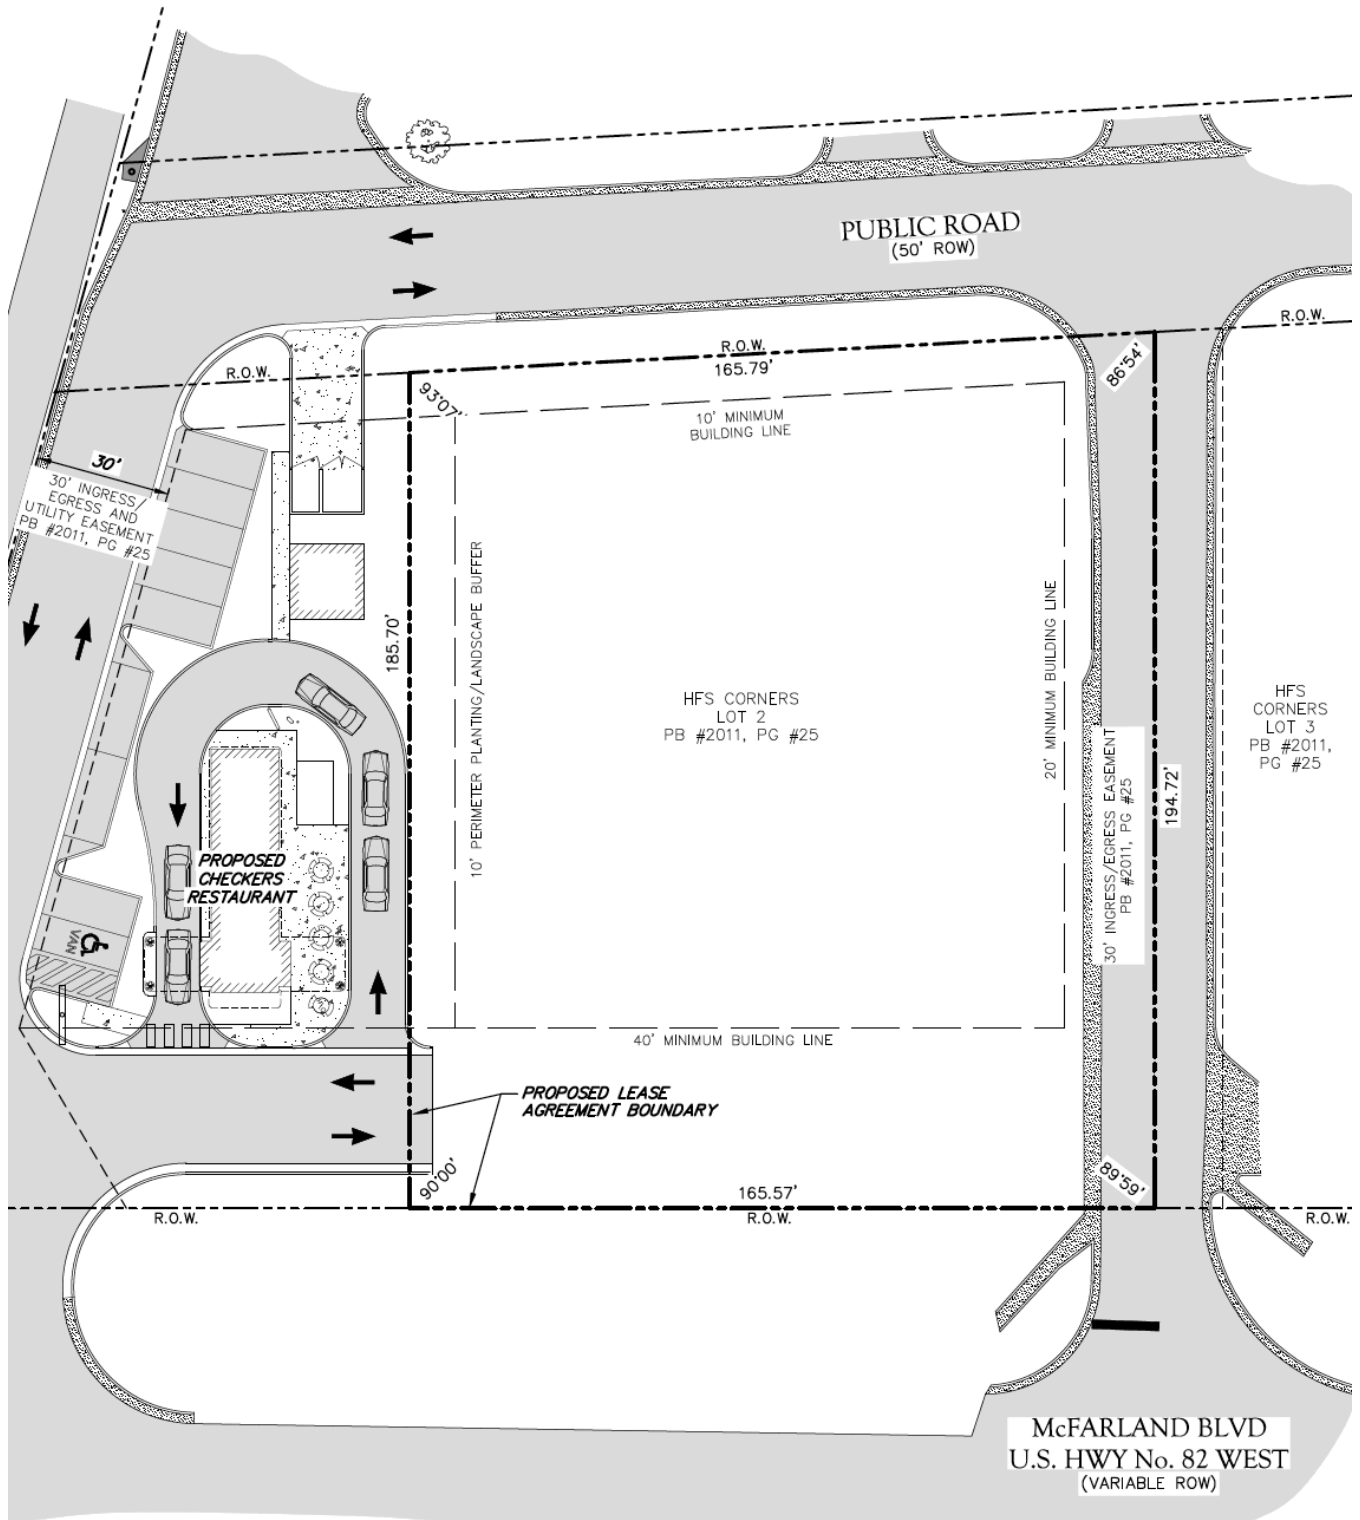 PUBLIC ROAD
(50' ROW)
R.O.W.
R.O.W.
R.O.W.
165.79'
93°07'
86°54'
10' MINIMUM
BUILDING LINE
30'
30' INGRESS/
EGRESS AND
UTILITY EASEMENT
PB #2011, PG #25
185.70'
10' PERIMETER PLANTING/LANDSCAPE BUFFER
HFS CORNERS
LOT 2
PB #2011, PG #25
20' MINIMUM BUILDING LINE
30' INGRESS/EGRESS EASEMENT
PB #2011, PG #25
194.72'
HFS
CORNERS
LOT 3
PB #2011,
PG #25
PROPOSED
CHECKERS
RESTAURANT
VAN
40' MINIMUM BUILDING LINE
PROPOSED LEASE
AGREEMENT BOUNDARY
90°00'
165.57'
89°59'
R.O.W.
R.O.W.
R.O.W.
McFARLAND BLVD
U.S. HWY No. 82 WEST
(VARIABLE ROW)